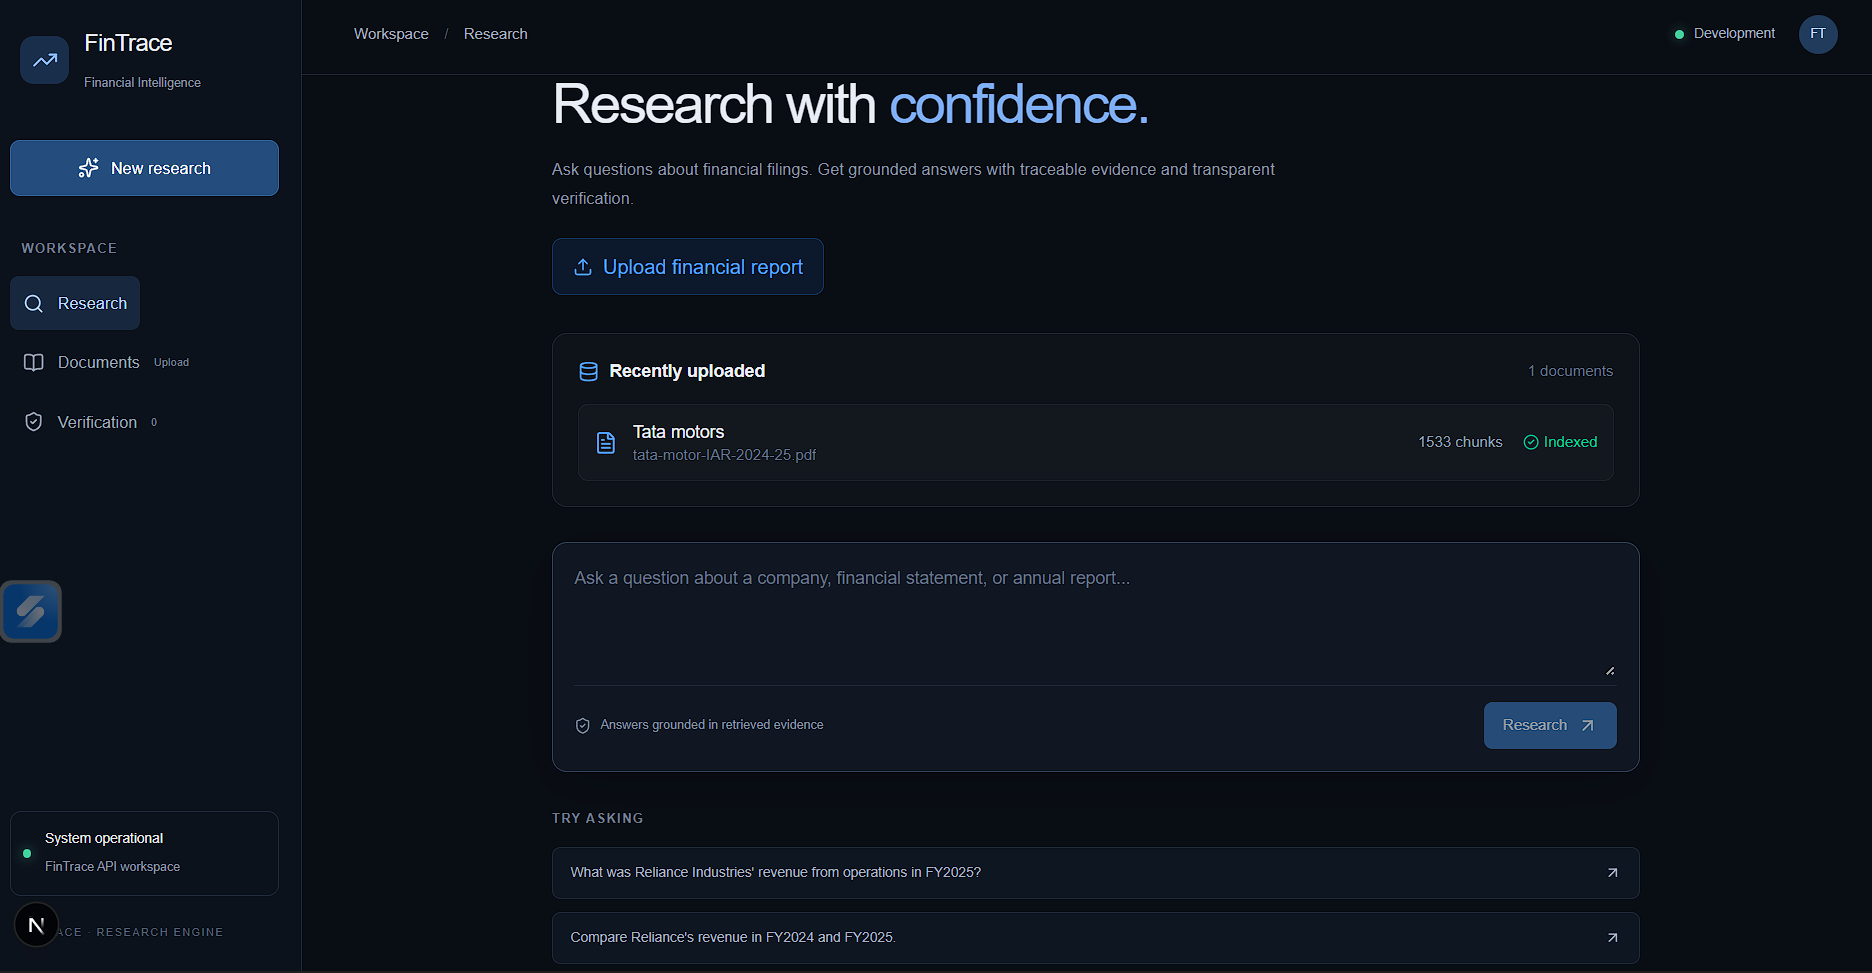 FinTrace
Financial Intelligence
New research
WORKSPACE
Research
Documents Upload
Verification 0
System operational
FinTrace API workspace
N
ACE · RESEARCH ENGINE
Workspace / Research
Development
FT
Research with confidence.
Ask questions about financial filings. Get grounded answers with traceable evidence and transparent
verification.
Upload financial report
Recently uploaded
1 documents
Tata motors
tata-motor-IAR-2024-25.pdf
1533 chunks
Indexed
Ask a question about a company, financial statement, or annual report...
Answers grounded in retrieved evidence
Research
TRY ASKING
What was Reliance Industries' revenue from operations in FY2025?
Compare Reliance's revenue in FY2024 and FY2025.